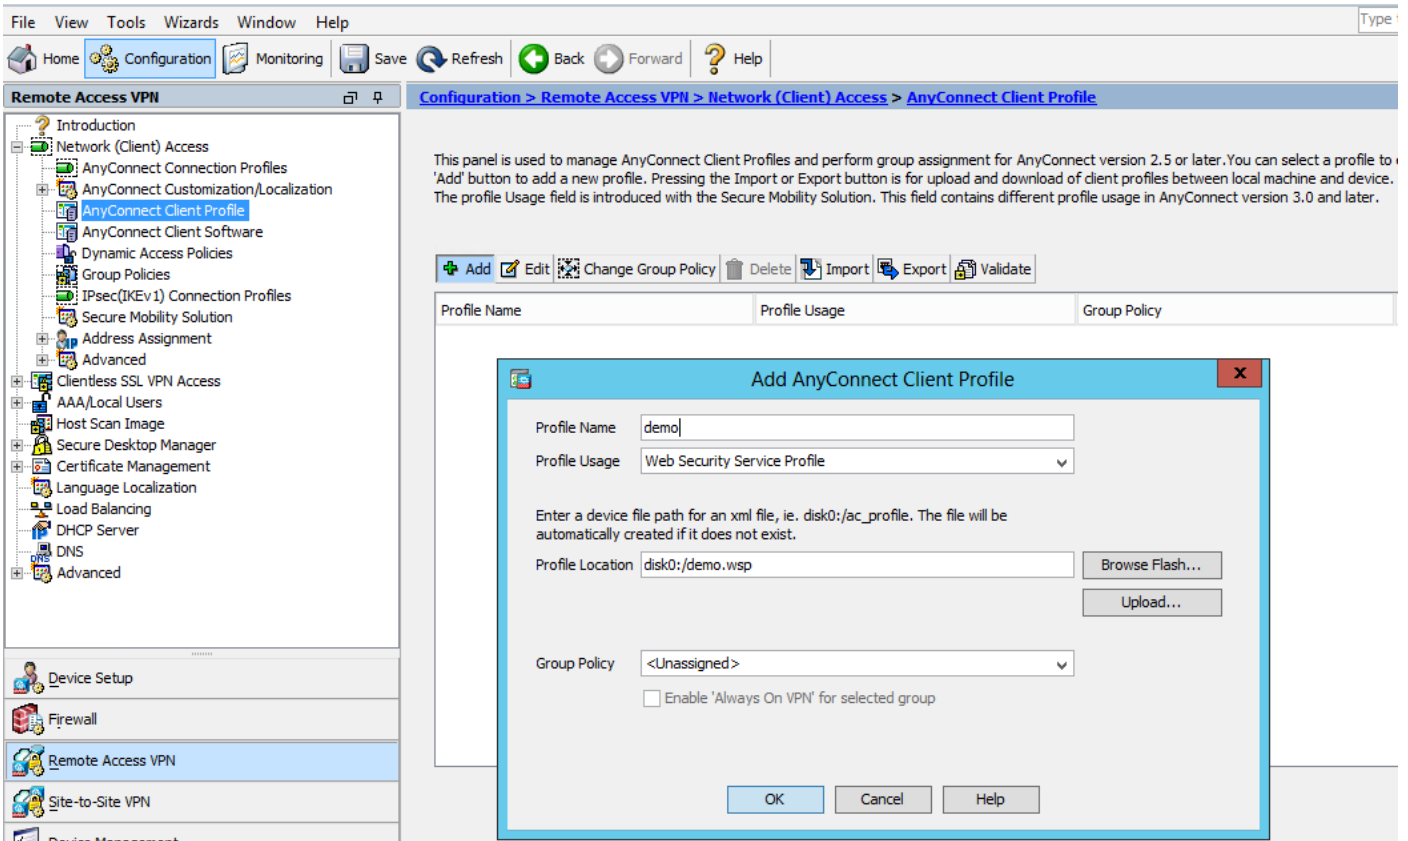 File View Tools Wizards Window Help
Type
Home Configuration Monitoring Save Refresh Back Forward Help
Remote Access VPN
Configuration > Remote Access VPN > Network (Client) Access > AnyConnect Client Profile
Introduction
Network (Client) Access
AnyConnect Connection Profiles
AnyConnect Customization/Localization
AnyConnect Client Profile
AnyConnect Client Software
Dynamic Access Policies
Group Policies
IPsec(IKEv1) Connection Profiles
Secure Mobility Solution
Address Assignment
Advanced
Clientless SSL VPN Access
AAA/Local Users
Host Scan Image
Secure Desktop Manager
Certificate Management
Language Localization
Load Balancing
DHCP Server
DNS
Advanced
Device Setup
Firewall
Remote Access VPN
Site-to-Site VPN
Device Management
This panel is used to manage AnyConnect Client Profiles and perform group assignment for AnyConnect version 2.5 or later.You can select a profile to
'Add' button to add a new profile. Pressing the Import or Export button is for upload and download of client profiles between local machine and device.
The profile Usage field is introduced with the Secure Mobility Solution. This field contains different profile usage in AnyConnect version 3.0 and later.
Add Edit Change Group Policy Delete Import Export Validate
Profile Name Profile Usage Group Policy
Add AnyConnect Client Profile
x
Profile Name demo
Profile Usage Web Security Service Profile
Enter a device file path for an xml file, ie. disk0:/ac_profile. The file will be
automatically created if it does not exist.
Profile Location disk0:/demo.wsp Browse Flash...
Upload...
Group Policy <Unassigned>
Enable 'Always On VPN' for selected group
OK Cancel Help